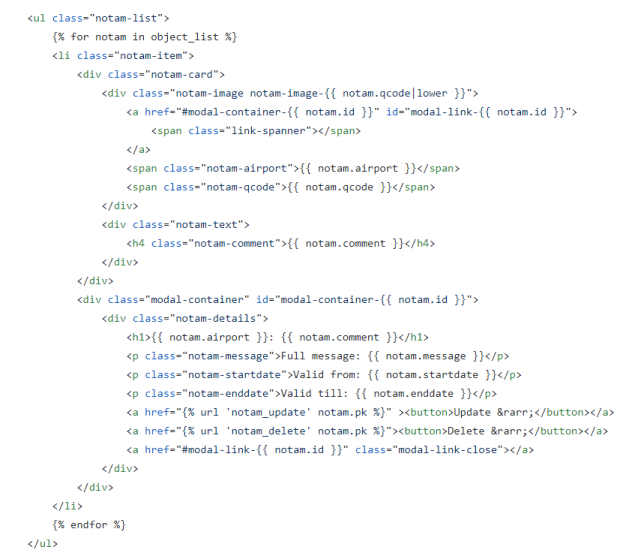 <ul class="notam-list">
    {% for notam in object_list %}
    <li class="notam-item">
        <div class="notam-card">
            <div class="notam-image notam-image-{{ notam.qcode|lower }}">
                <a href="#modal-container-{{ notam.id }}" id="modal-link-{{ notam.id }}">
                    <span class="link-spanner"></span>
                </a>
                <span class="notam-airport">{{ notam.airport }}</span>
                <span class="notam-qcode">{{ notam.qcode }}</span>
            </div>
            <div class="notam-text">
                <h4 class="notam-comment">{{ notam.comment }}</h4>
            </div>
        </div>
        <div class="modal-container" id="modal-container-{{ notam.id }}">
            <div class="notam-details">
                <h1>{{ notam.airport }}: {{ notam.comment }}</h1>
                <p class="notam-message">Full message: {{ notam.message }}</p>
                <p class="notam-startdate">Valid from: {{ notam.startdate }}</p>
                <p class="notam-enddate">Valid till: {{ notam.enddate }}</p>
                <a href="{% url 'notam_update' notam.pk %}" ><button>Update &rarr;</button></a>
                <a href="{% url 'notam_delete' notam.pk %}"><button>Delete &rarr;</button></a>
                <a href="#modal-link-{{ notam.id }}" class="modal-link-close"></a>
            </div>
        </div>
    </li>
    {% endfor %}
</ul>